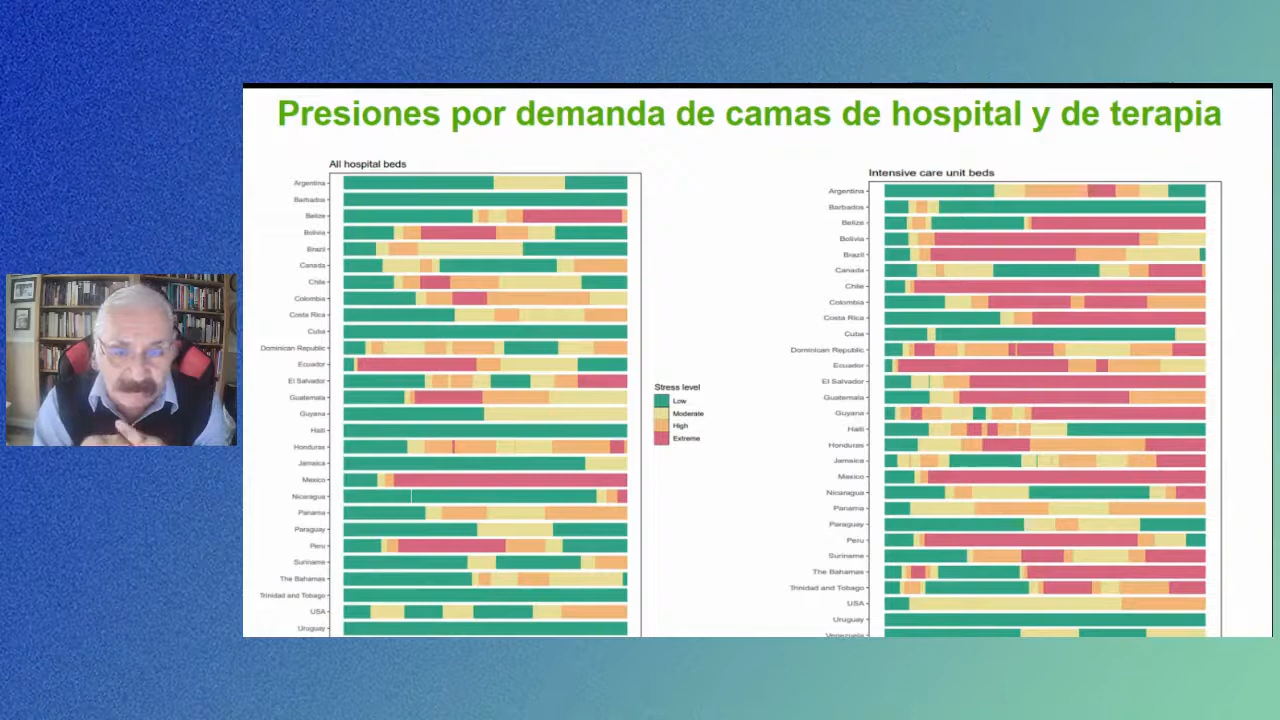 Presiones por demanda de camas de hospital y de terapia
All hospital beds
Argentina
Barbados
Belize
Bolivia
Brazil
Canada
Chile
Colombia
Costa Rica
Cuba
Dominican Republic
Ecuador
El Salvador
Guatemala
Guyana
Haiti
Honduras
Jamaica
Mexico
Nicaragua
Panama
Paraguay
Peru
Suriname
The Bahamas
Trinidad and Tobago
USA
Uruguay
Stress level
Low
Moderate
High
Extreme
Intensive care unit beds
Argentina
Barbados
Belize
Bolivia
Brazil
Canada
Chile
Colombia
Costa Rica
Cuba
Dominican Republic
Ecuador
El Salvador
Guatemala
Guyana
Haiti
Honduras
Jamaica
Mexico
Nicaragua
Panama
Paraguay
Peru
Suriname
The Bahamas
Trinidad and Tobago
USA
Uruguay
Venezuela